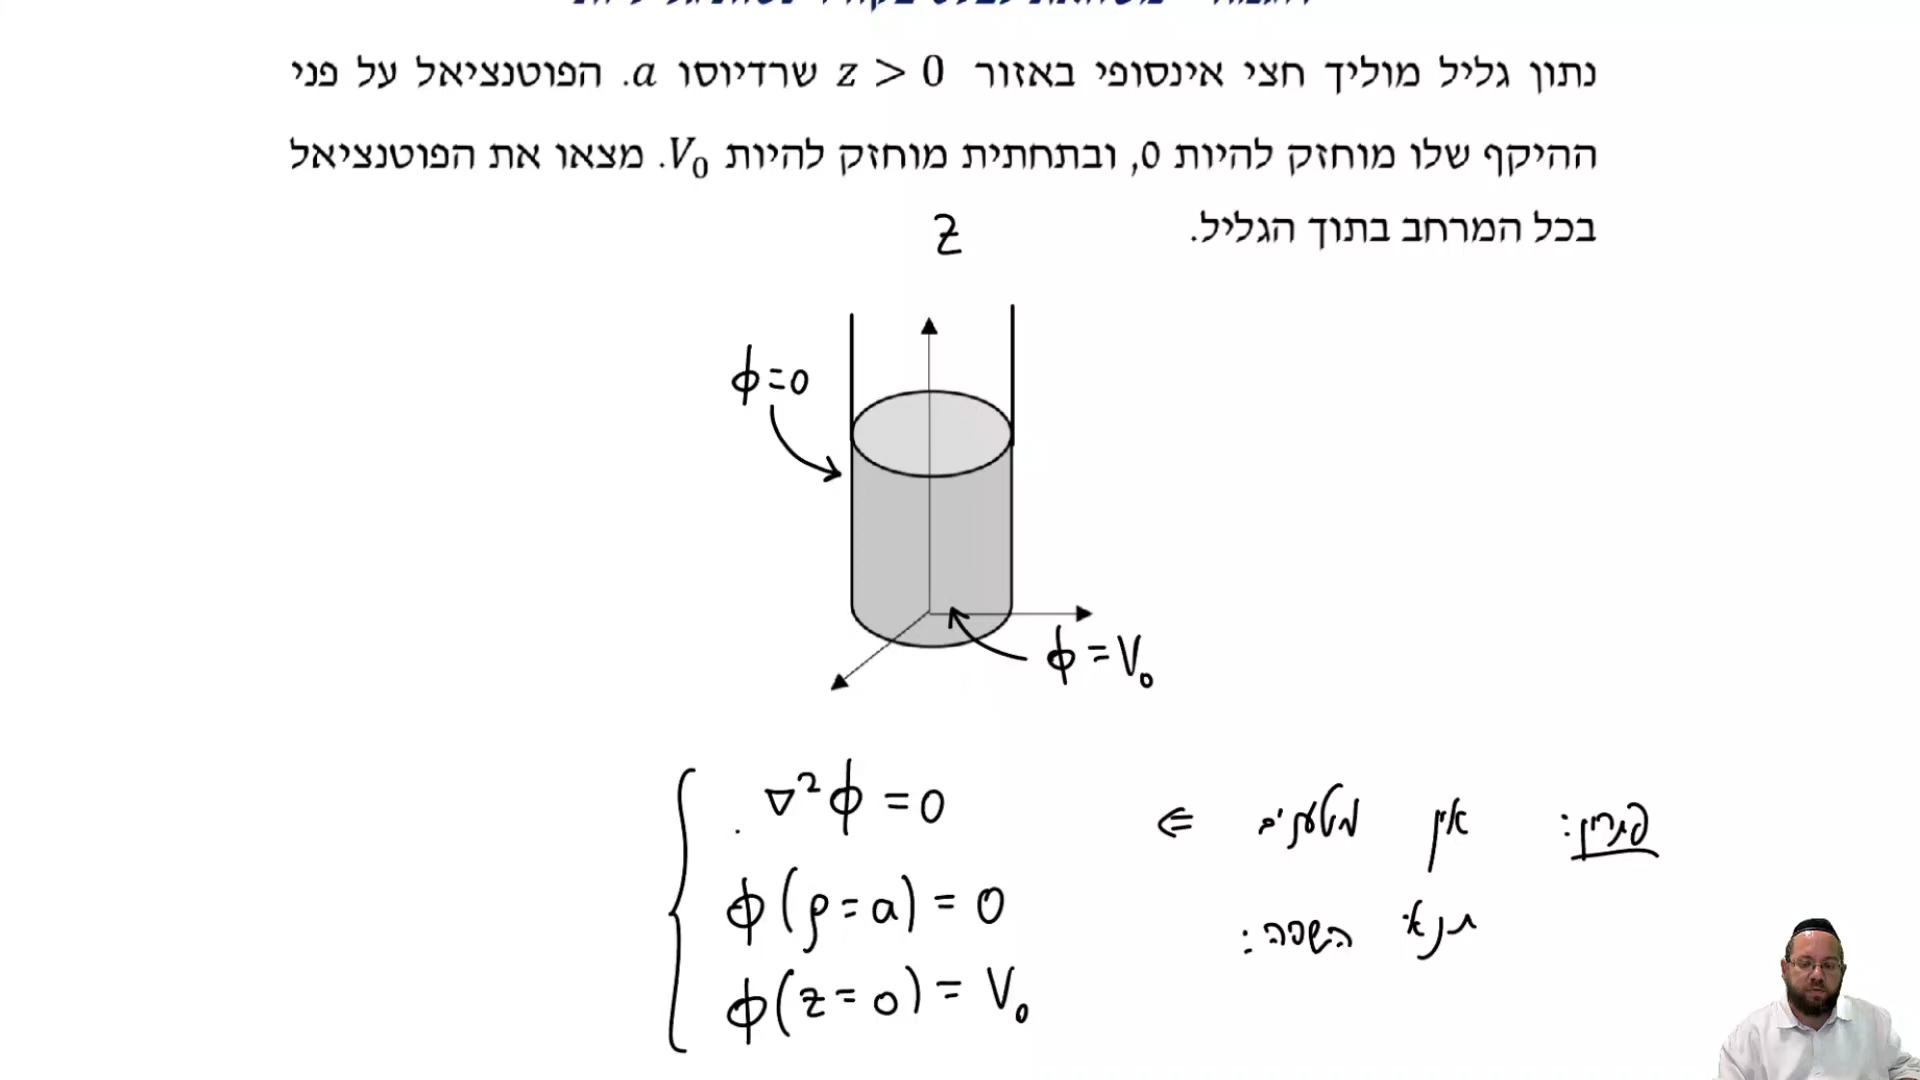 נתון גליל מוליך חצי אינסופי באזור z > 0 שרדיוסו a. הפוטנציאל על פני
ההיקף שלו מוחזק להיות 0, ובתחתית מוחזק להיות V₀. מצאו את הפוטנציאל
בכל המרחב בתוך הגליל.
z
ϕ=0
ϕ=V₀
פתרון: אין מטענים ⇐ ∇²ϕ=0
תנאי השפה: ϕ(ρ=a)=0
ϕ(z=0)=V₀